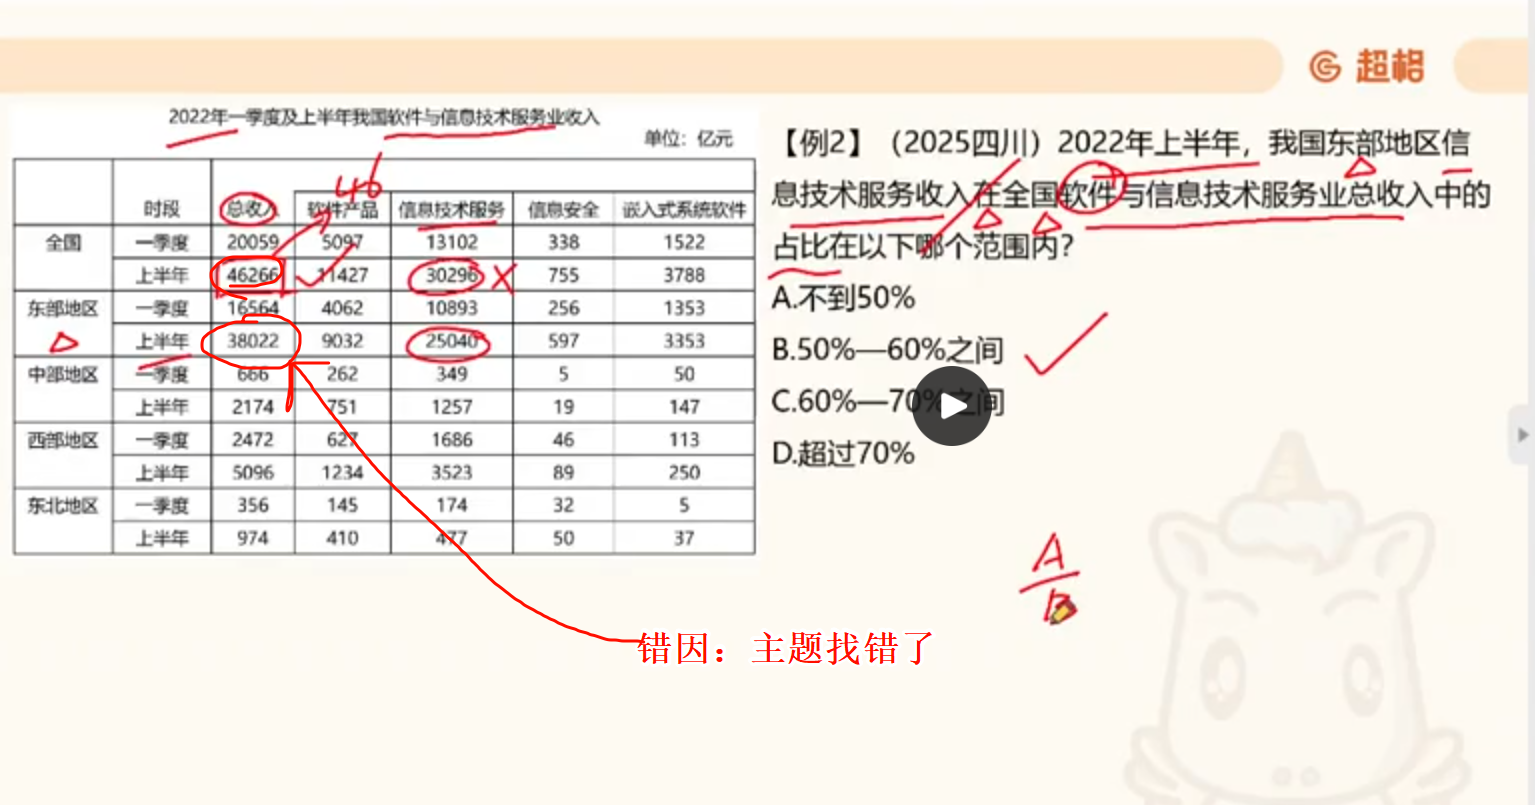 超格
2022年一季度及上半年我国软件与信息技术服务业收入
单位：亿元
【例2】（2025四川）2022年上半年，我国东部地区信
息技术服务收入在全国软件与信息技术服务业总收入中的
占比在以下哪个范围内？
A.不到50%
B.50%—60%之间
C.60%—70%之间
D.超过70%
46
时段 总收入 软件产品 信息技术服务 信息安全 嵌入式系统软件
全国 一季度 20059 5097 13102 338 1522
上半年 46266 11427 30296 755 3788
东部地区 一季度 16564 4062 10893 256 1353
上半年 38022 9032 25040 597 3353
中部地区 一季度 666 262 349 5 50
上半年 2174 751 1257 19 147
西部地区 一季度 2472 627 1686 46 113
上半年 5096 1234 3523 89 250
东北地区 一季度 356 145 174 32 5
上半年 974 410 477 50 37
A
B
错因：主题找错了